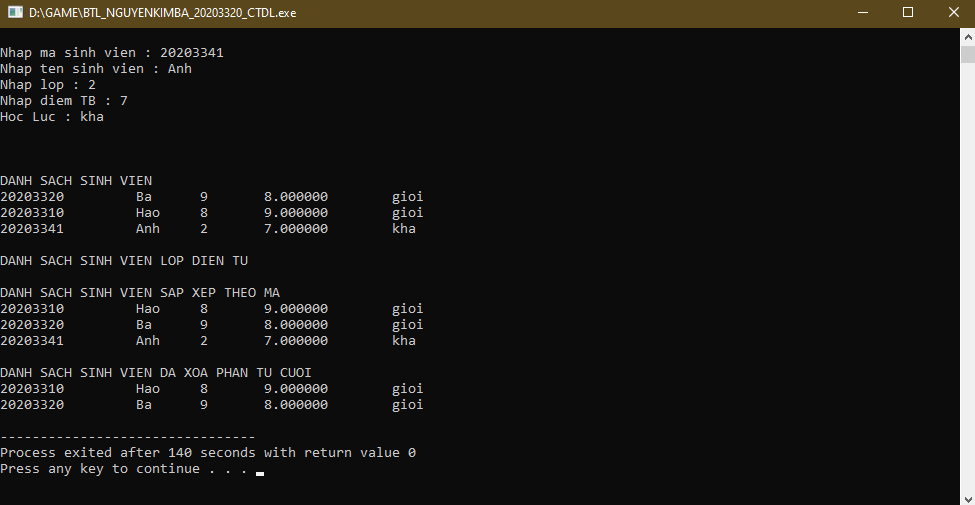 D:\GAME\BTL_NGUYENKIMBA_20203320_CTDL.exe
Nhap ma sinh vien : 20203341
Nhap ten sinh vien : Anh
Nhap lop : 2
Nhap diem TB : 7
Hoc Luc : kha
DANH SACH SINH VIEN
20203320 Ba 9 8.000000 gioi
20203310 Hao 8 9.000000 gioi
20203341 Anh 2 7.000000 kha
DANH SACH SINH VIEN LOP DIEN TU
DANH SACH SINH VIEN SAP XEP THEO MA
20203310 Hao 8 9.000000 gioi
20203320 Ba 9 8.000000 gioi
20203341 Anh 2 7.000000 kha
DANH SACH SINH VIEN DA XOA PHAN TU CUOI
20203310 Hao 8 9.000000 gioi
20203320 Ba 9 8.000000 gioi
--------------------------------
Process exited after 140 seconds with return value 0
Press any key to continue . . .